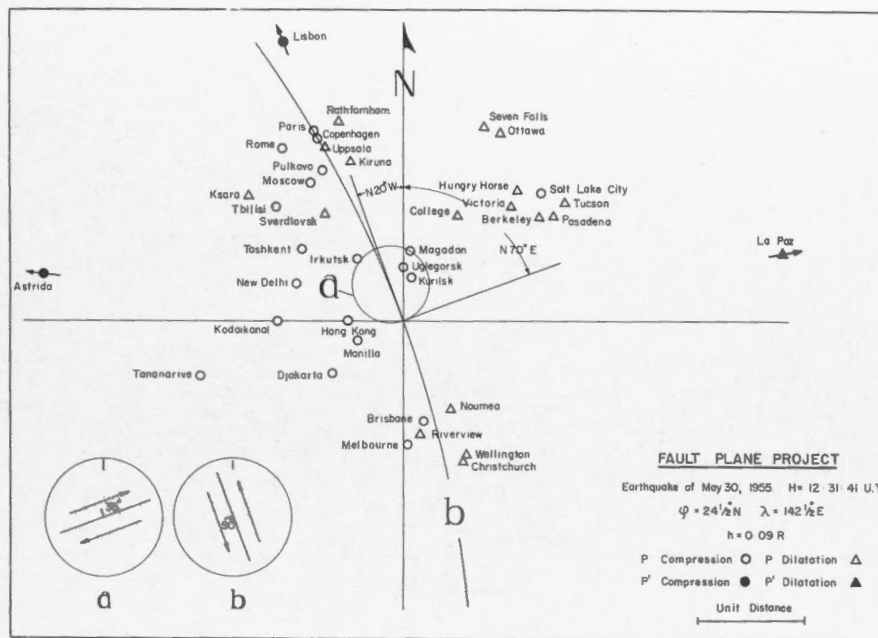 Lisbon
N
Rathfarnham
Seven Falls
Ottawa
Paris
Copenhagen
Rome
Uppsala
Kiruna
Pulkovo
Moscow
N20°W
Hungry Horse
Salt Lake City
Ksara
Victoria
Tucson
Tbilisi
College
Berkeley
Pasadena
Sverdlovsk
La Paz
Tashkent
Magadan
N70°E
Irkutsk
Uglegorsk
Astrida
New Delhi
a
Kurilsk
Kodaikanal
Hong Kong
Manilla
Tananarive
Djakarta
Noumea
Brisbane
Riverview
Melbourne
Wellington
Christchurch
b
FAULT PLANE PROJECT
Earthquake of May 30, 1955 H= 12 31 41 U.T
φ = 24½°N λ = 142½°E
h = 0 09 R
P Compression P Dilatation
P' Compression P' Dilatation
Unit Distance
a
b